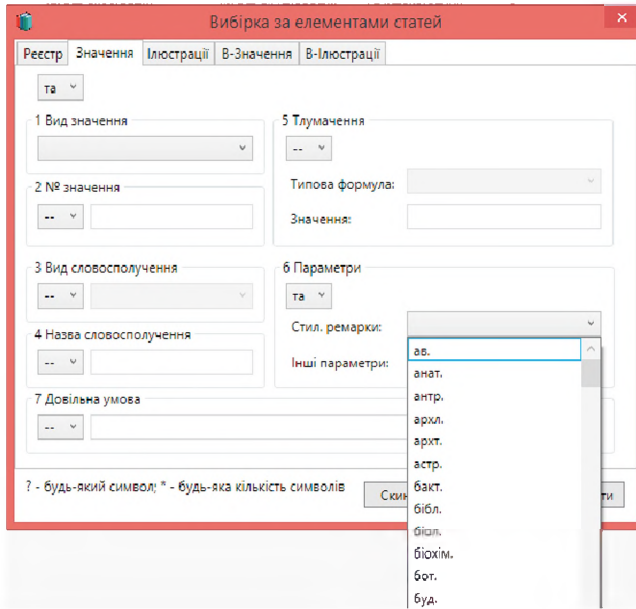 Вибірка за елементами статей
Реєстр Значення Ілюстрації В-Значення В-Ілюстрації
та
1 Вид значення
5 Тлумачення
--
Типова формула:
Значення:
2 № значення
--
3 Вид словосполучення
--
6 Параметри
та
Стил. ремарки:
Інші параметри:
4 Назва словосполучення
--
7 Довільна умова
--
ав.
анат.
антр.
архл.
архт.
астр.
бакт.
бібл.
біол.
біохім.
бот.
буд.
? - будь-який символ; * - будь-яка кількість символів